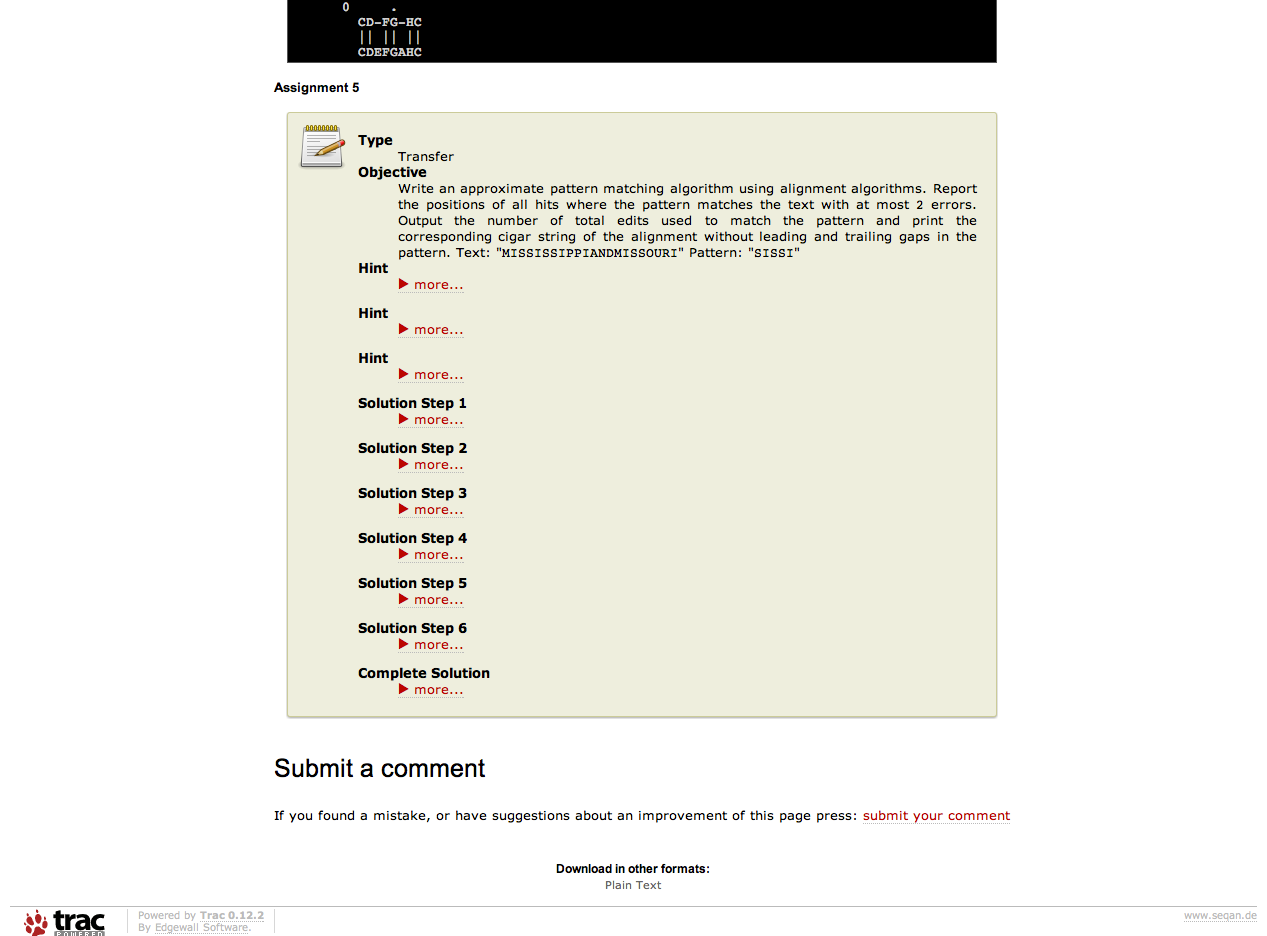 0      .
CD-FG-HC
|| || ||
CDEFGAHC
Assignment 5
Type
Transfer
Objective
Write an approximate pattern matching algorithm using alignment algorithms. Report
the positions of all hits where the pattern matches the text with at most 2 errors.
Output the number of total edits used to match the pattern and print the
corresponding cigar string of the alignment without leading and trailing gaps in the
pattern. Text: "MISSISSIPPIANDMISSOURI" Pattern: "SISSI"
Hint
▶ more...
Hint
▶ more...
Hint
▶ more...
Solution Step 1
▶ more...
Solution Step 2
▶ more...
Solution Step 3
▶ more...
Solution Step 4
▶ more...
Solution Step 5
▶ more...
Solution Step 6
▶ more...
Complete Solution
▶ more...
Submit a comment
If you found a mistake, or have suggestions about an improvement of this page press: submit your comment
Download in other formats:
Plain Text
trac
POWERED
Powered by Trac 0.12.2
By Edgewall Software.
www.seqan.de